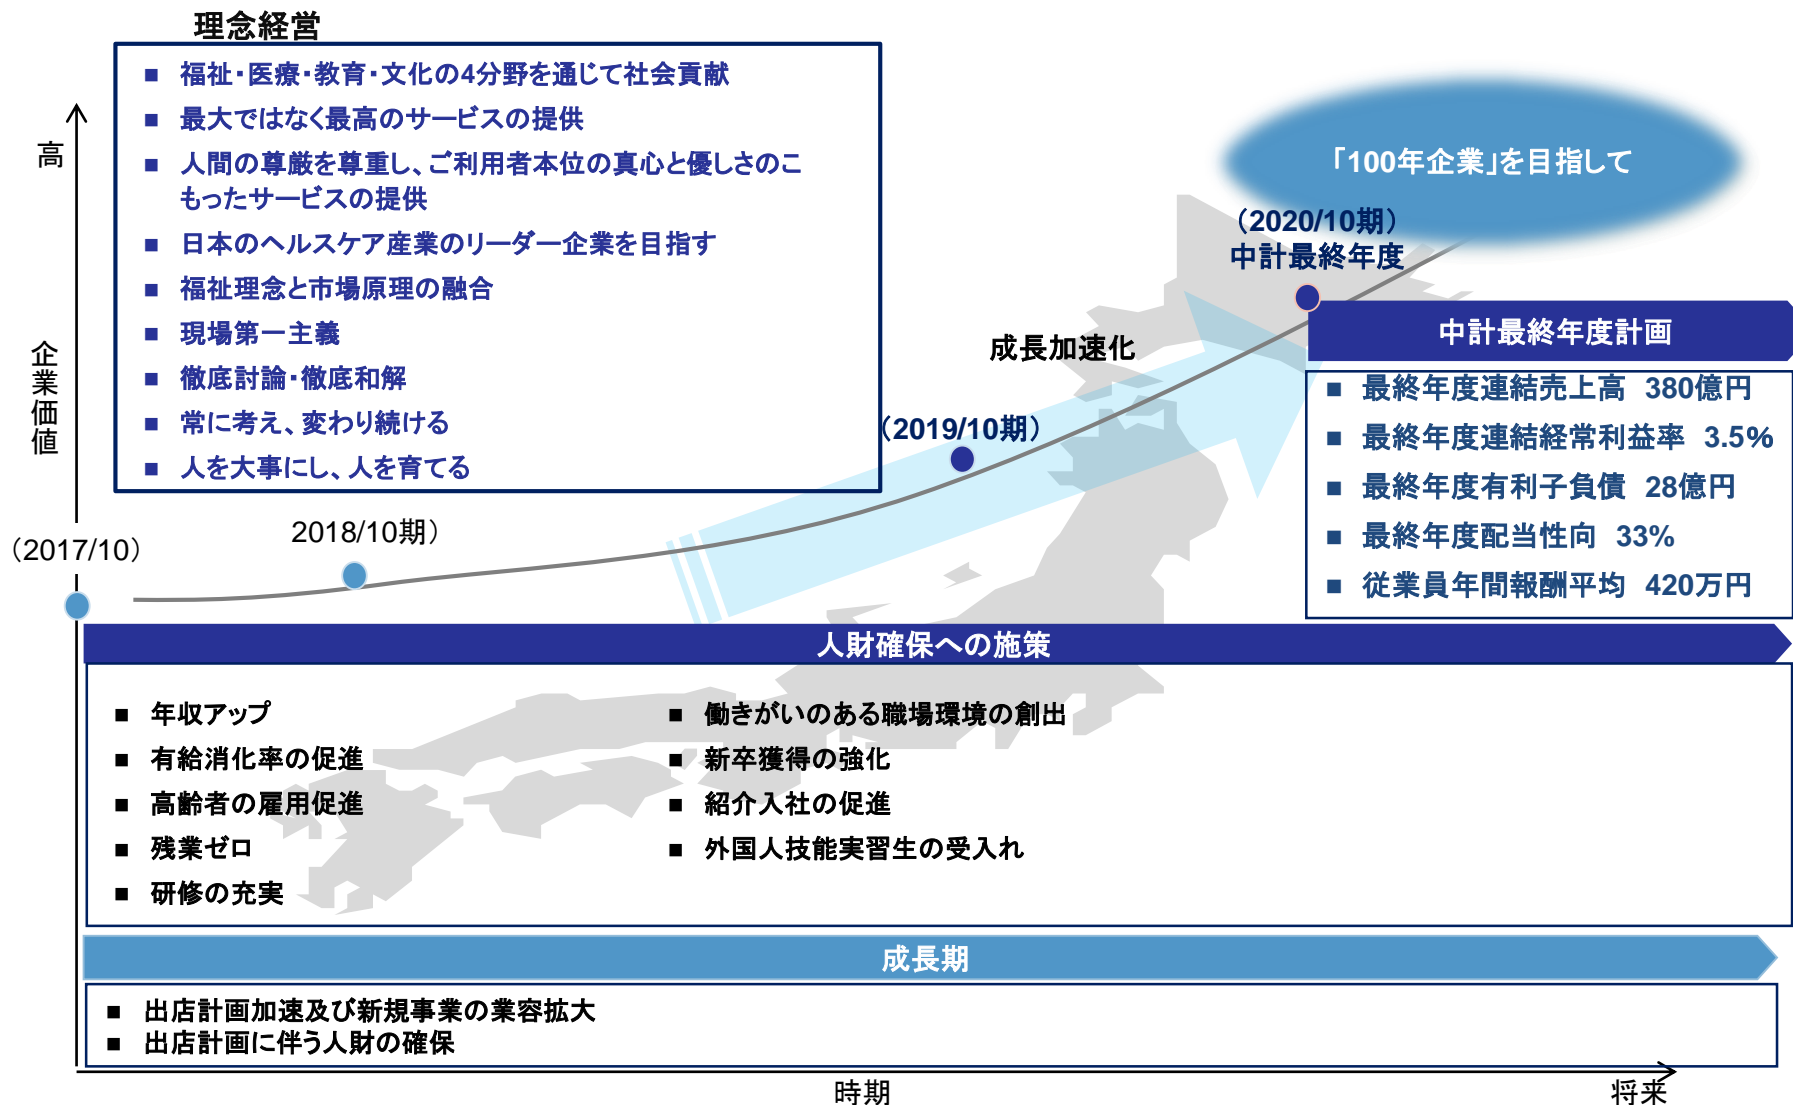 理念経営
■ 福祉・医療・教育・文化の4分野を通じて社会貢献
■ 最大ではなく最高のサービスの提供
■ 人間の尊厳を尊重し、ご利用者本位の真心と優しさのこ
もったサービスの提供
■ 日本のヘルスケア産業のリーダー企業を目指す
■ 福祉理念と市場原理の融合
■ 現場第一主義
■ 徹底討論・徹底和解
■ 常に考え、変わり続ける
■ 人を大事にし、人を育てる
高
企業価値
「100年企業」を目指して
（2020/10期）
中計最終年度
成長加速化
（2019/10期）
2018/10期）
（2017/10）
中計最終年度計画
■ 最終年度連結売上高 380億円
■ 最終年度連結経常利益率 3.5%
■ 最終年度有利子負債 28億円
■ 最終年度配当性向 33%
■ 従業員年間報酬平均 420万円
人財確保への施策
■ 年収アップ
■ 有給消化率の促進
■ 高齢者の雇用促進
■ 残業ゼロ
■ 研修の充実
■ 働きがいのある職場環境の創出
■ 新卒獲得の強化
■ 紹介入社の促進
■ 外国人技能実習生の受入れ
成長期
■ 出店計画加速及び新規事業の業容拡大
■ 出店計画に伴う人財の確保
時期
将来